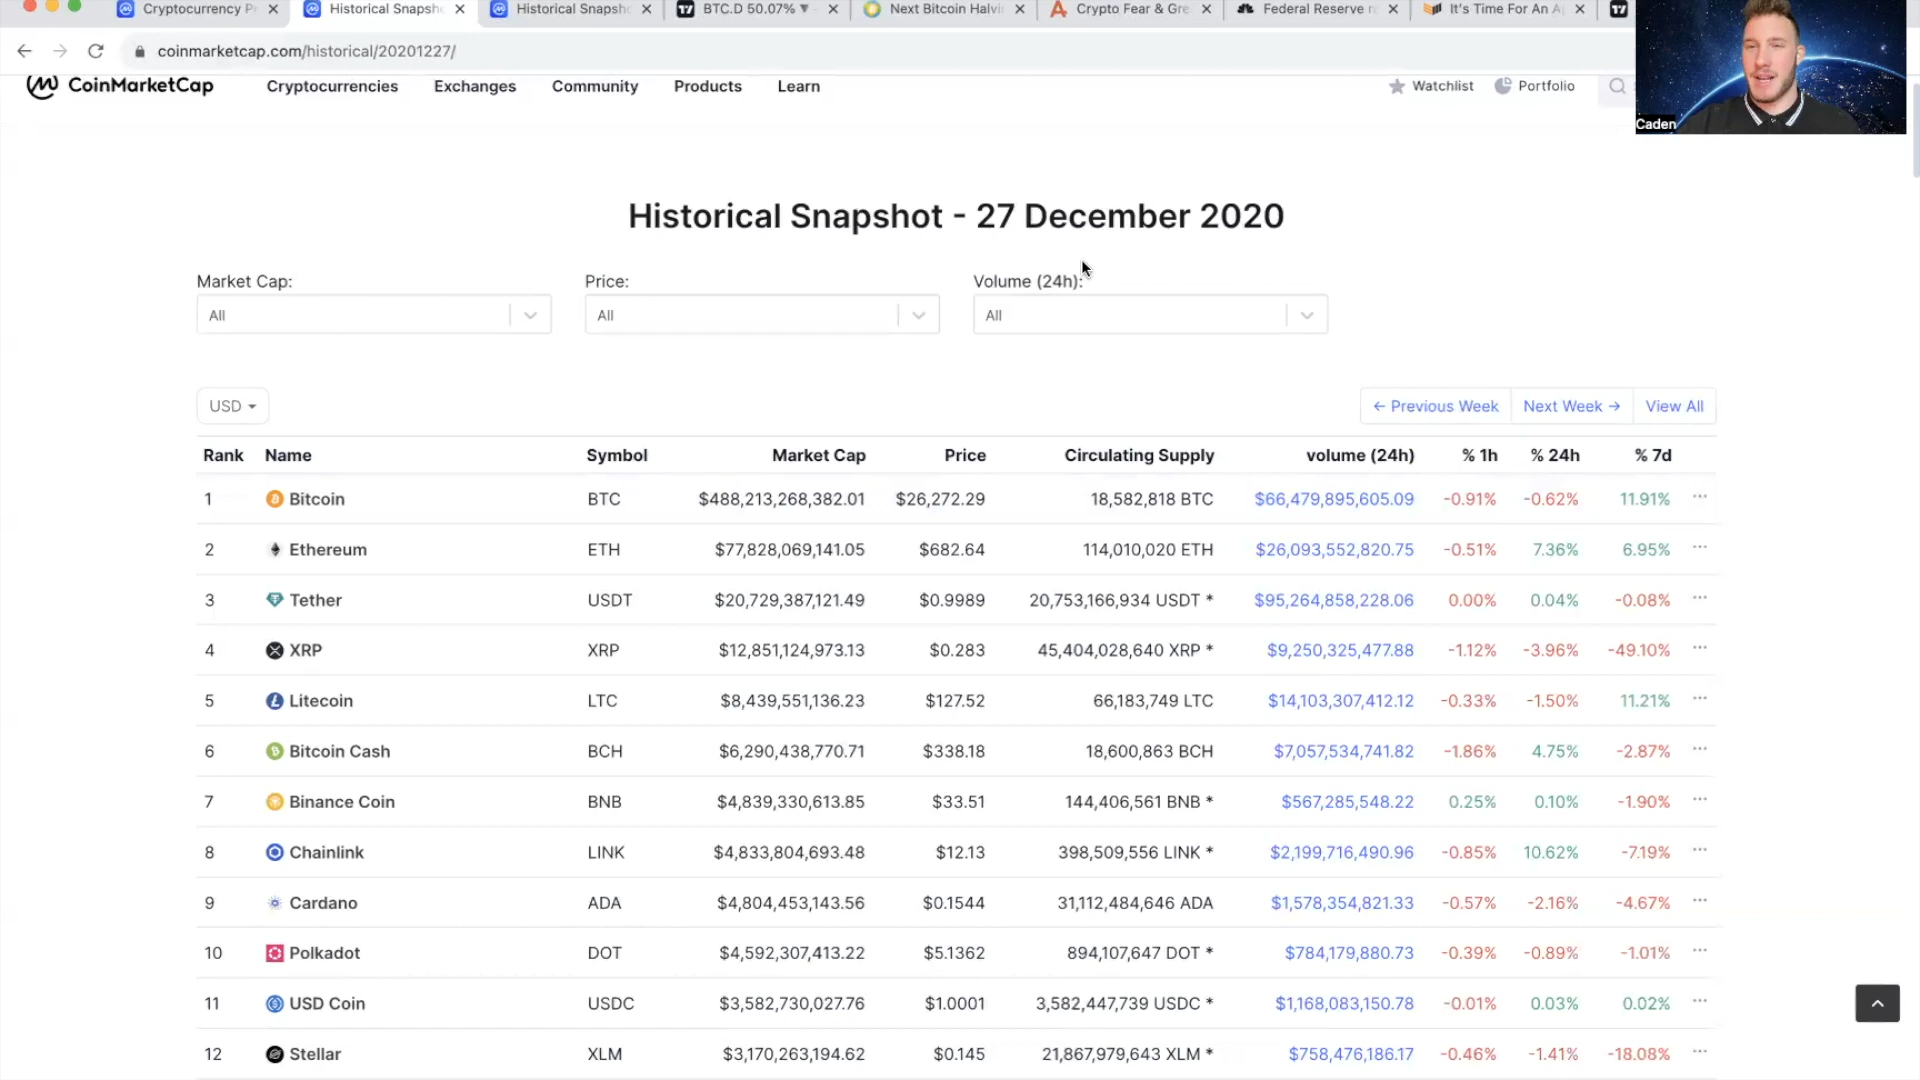 Cryptocurrency P
Historical Snapsh
Historical Snapsh
BTC.D 50.07% ▼
Next Bitcoin Halvi
Crypto Fear & Gre
Federal Reserve
It's Time For An A
coinmarketcap.com/historical/20201227/
CoinMarketCap
Cryptocurrencies
Exchanges
Community
Products
Learn
Watchlist
Portfolio
Caden
Historical Snapshot - 27 December 2020
Market Cap: Price: Volume (24h):
All All All
USD
← Previous Week Next Week → View All
Rank Name Symbol Market Cap Price Circulating Supply volume (24h) % 1h % 24h % 7d
1 Bitcoin BTC $488,213,268,382.01 $26,272.29 18,582,818 BTC $66,479,895,605.09 -0.91% -0.62% 11.91% ...
2 Ethereum ETH $77,828,069,141.05 $682.64 114,010,020 ETH $26,093,552,820.75 -0.51% 7.36% 6.95% ...
3 Tether USDT $20,729,387,121.49 $0.9989 20,753,166,934 USDT * $95,264,858,228.06 0.00% 0.04% -0.08% ...
4 XRP XRP $12,851,124,973.13 $0.283 45,404,028,640 XRP * $9,250,325,477.88 -1.12% -3.96% -49.10% ...
5 Litecoin LTC $8,439,551,136.23 $127.52 66,183,749 LTC $14,103,307,412.12 -0.33% -1.50% 11.21% ...
6 Bitcoin Cash BCH $6,290,438,770.71 $338.18 18,600,863 BCH $7,057,534,741.82 -1.86% 4.75% -2.87% ...
7 Binance Coin BNB $4,839,330,613.85 $33.51 144,406,561 BNB * $567,285,548.22 0.25% 0.10% -1.90% ...
8 Chainlink LINK $4,833,804,693.48 $12.13 398,509,556 LINK * $2,199,716,490.96 -0.85% 10.62% -7.19% ...
9 Cardano ADA $4,804,453,143.56 $0.1544 31,112,484,646 ADA $1,578,354,821.33 -0.57% -2.16% -4.67% ...
10 Polkadot DOT $4,592,307,413.22 $5.1362 894,107,647 DOT * $784,179,880.73 -0.39% -0.89% -1.01% ...
11 USD Coin USDC $3,582,730,027.76 $1.0001 3,582,447,739 USDC * $1,168,083,150.78 -0.01% 0.03% 0.02% ...
12 Stellar XLM $3,170,263,194.62 $0.145 21,867,979,643 XLM * $758,476,186.17 -0.46% -1.41% -18.08% ...